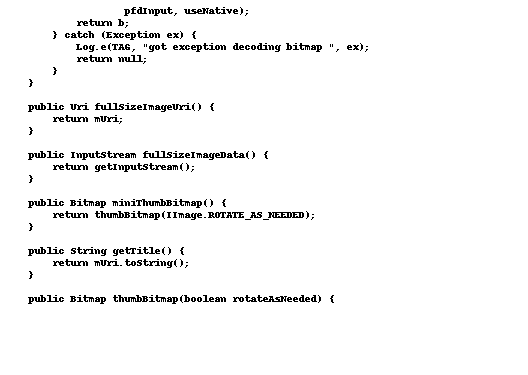 pfdInput, useNative);
return b;
} catch (Exception ex) {
Log.e(TAG, "got exception decoding bitmap ", ex);
return null;
}
}
public Uri fullSizeImageUri() {
return mUri;
}
public InputStream fullSizeImageData() {
return getInputStream();
}
public Bitmap miniThumbBitmap() {
return thumbBitmap(IImage.ROTATE_AS_NEEDED);
}
public String getTitle() {
return mUri.toString();
}
public Bitmap thumbBitmap(boolean rotateAsNeeded) {